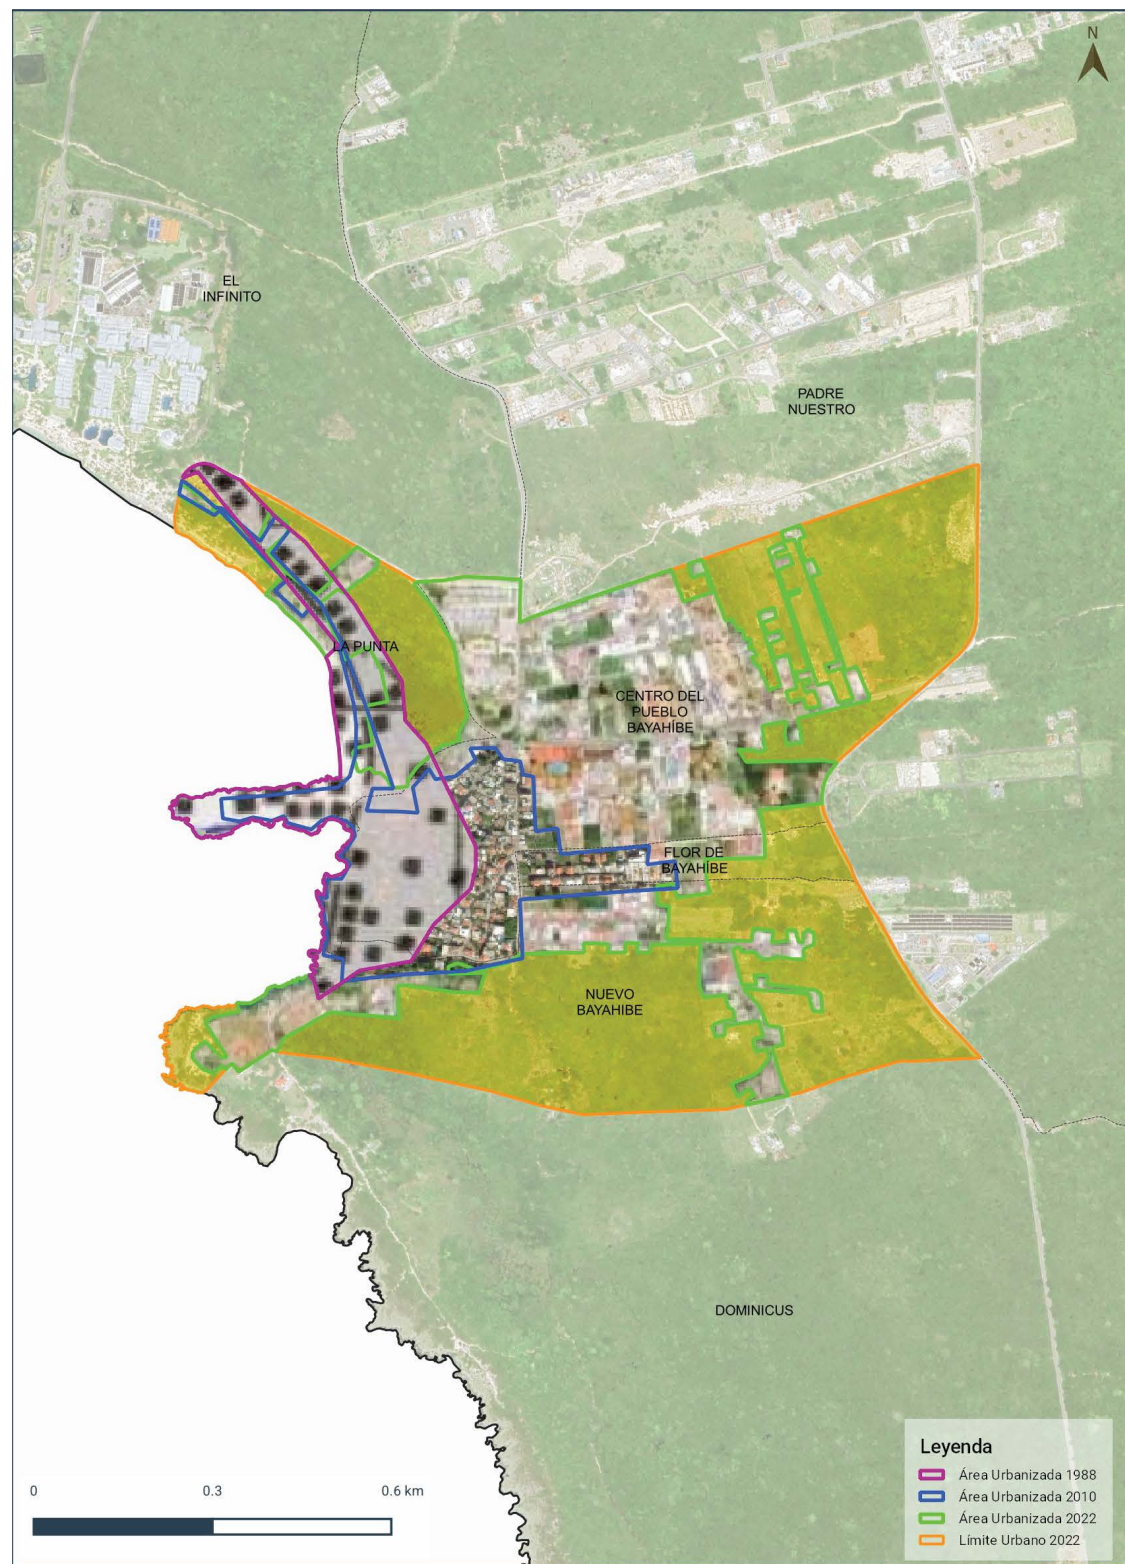 N
EL
INFINITO
PADRE
NUESTRO
LA PUNTA
CENTRO DEL
PUEBLO
BAYAHÍBE
FLOR DE
BAYAHÍBE
NUEVO
BAYAHIBE
DOMINICUS
Leyenda
Área Urbanizada 1988
Área Urbanizada 2010
Área Urbanizada 2022
Límite Urbano 2022
0 0.3 0.6 km